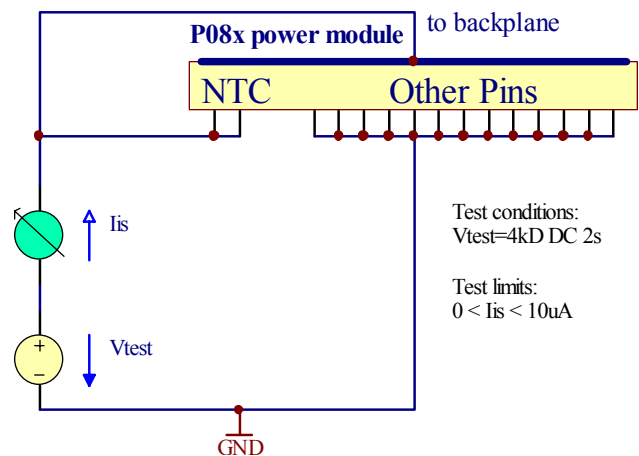 to backplane
P08x power module
NTC
Other Pins
Iis
Test conditions:
Vtest=4kD DC 2s
Test limits:
0 < Iis < 10uA
+
−
Vtest
GND